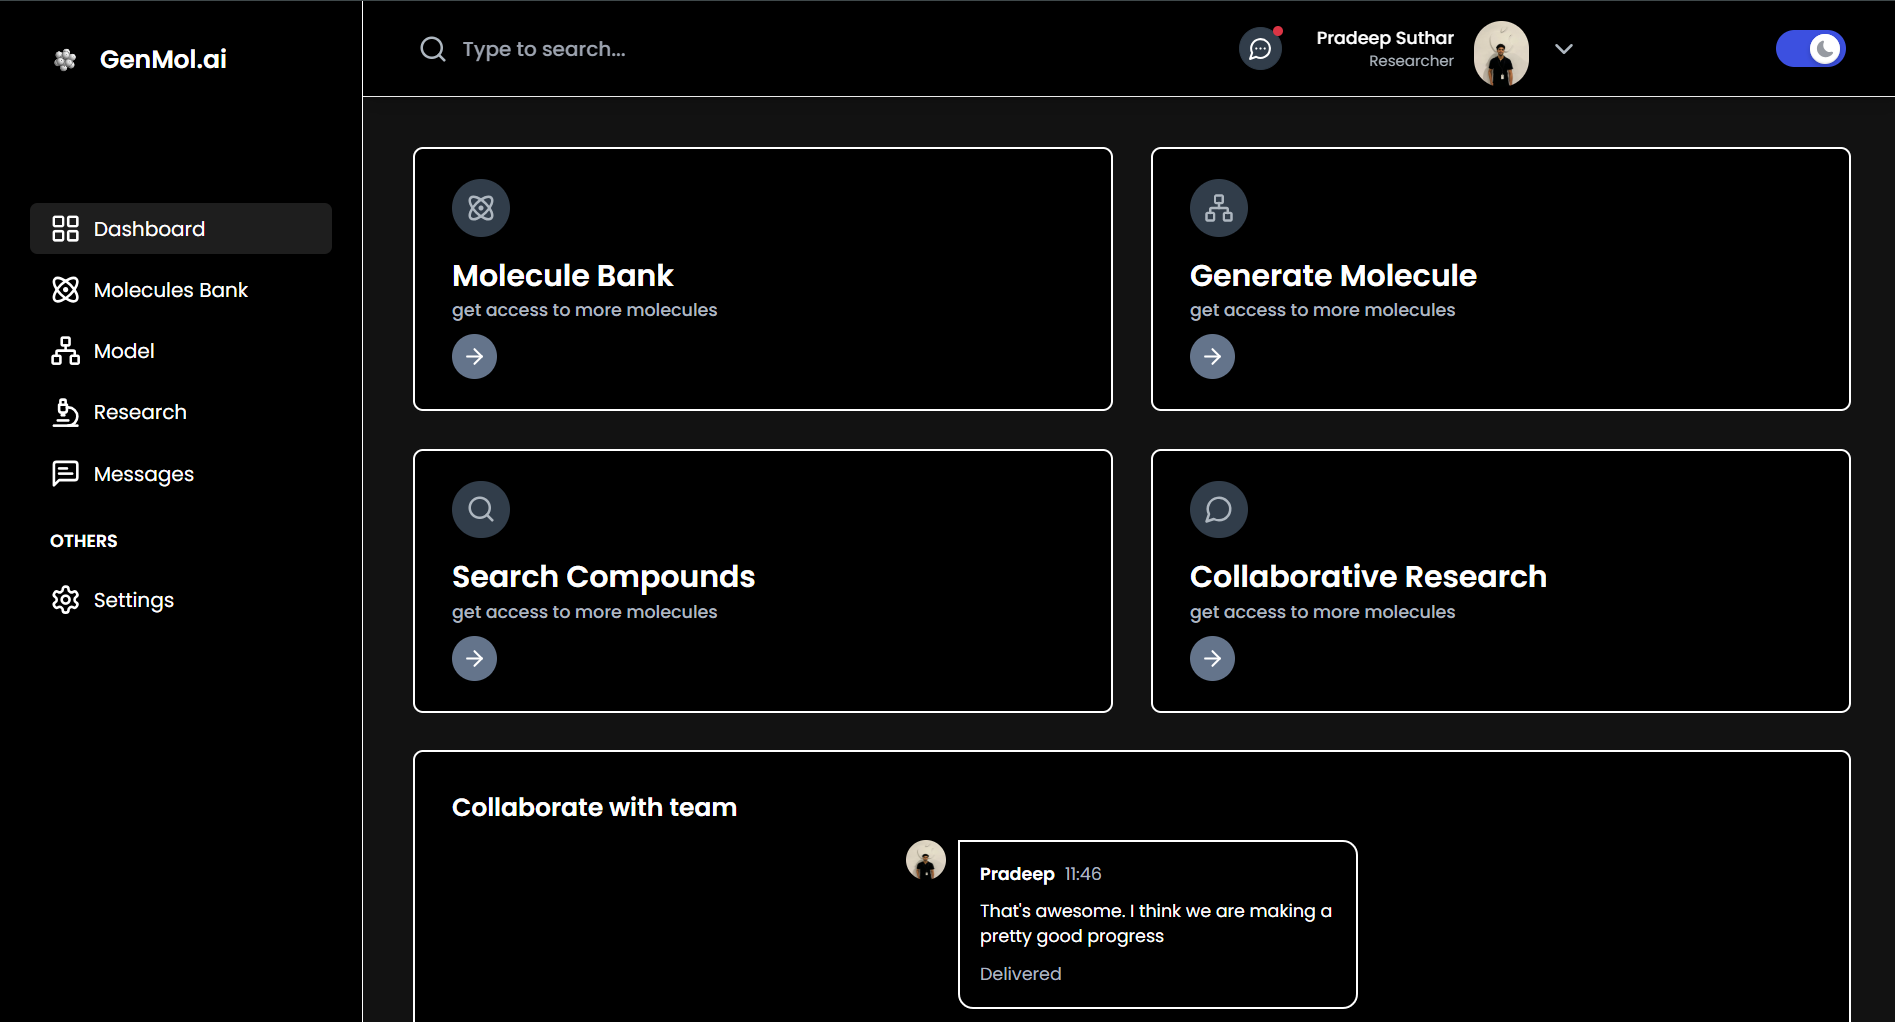 GenMol.ai
Type to search...
Pradeep Suthar
Researcher
Dashboard
Molecules Bank
Model
Research
Messages
OTHERS
Settings
Molecule Bank
get access to more molecules
Generate Molecule
get access to more molecules
Search Compounds
get access to more molecules
Collaborative Research
get access to more molecules
Collaborate with team
Pradeep 11:46
That's awesome. I think we are making a
pretty good progress
Delivered